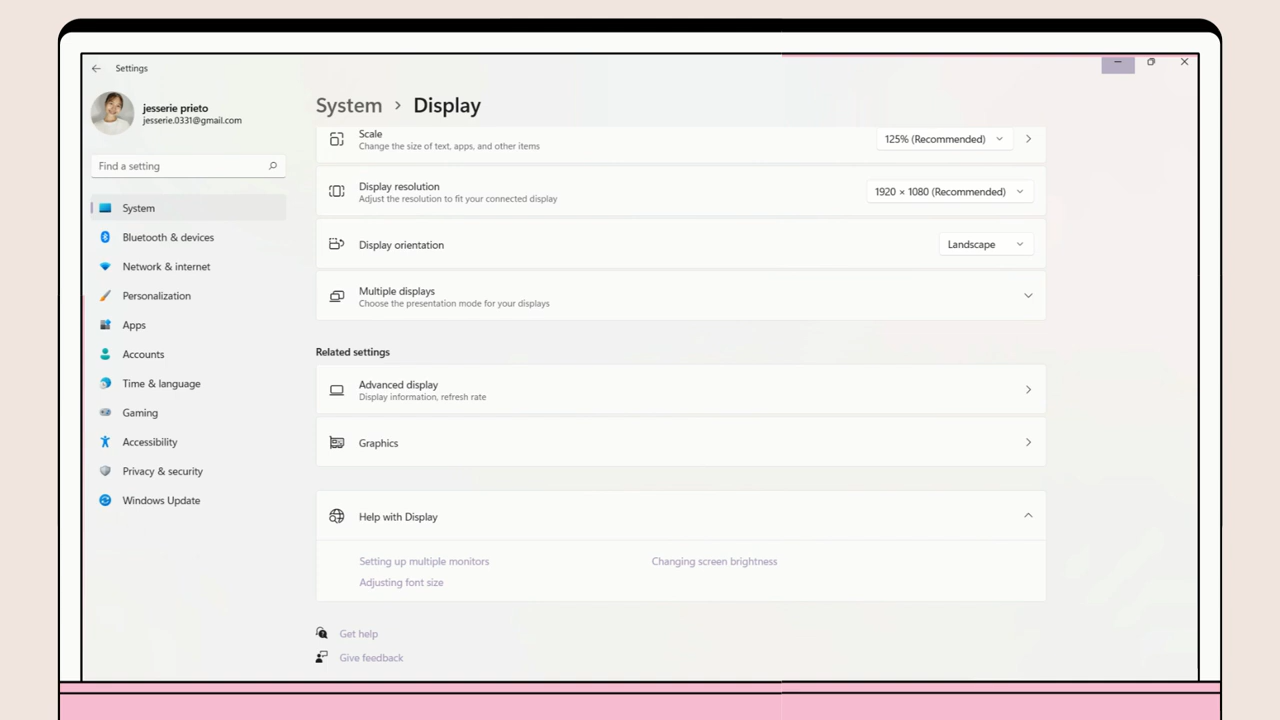 Settings
jesserie prieto
jesserie.0331@gmail.com
Find a setting
System
Bluetooth & devices
Network & internet
Personalization
Apps
Accounts
Time & language
Gaming
Accessibility
Privacy & security
Windows Update
System › Display
Scale
Change the size of text, apps, and other items
125% (Recommended)
Display resolution
Adjust the resolution to fit your connected display
1920 × 1080 (Recommended)
Display orientation
Landscape
Multiple displays
Choose the presentation mode for your displays
Related settings
Advanced display
Display information, refresh rate
Graphics
Help with Display
Setting up multiple monitors
Changing screen brightness
Adjusting font size
Get help
Give feedback